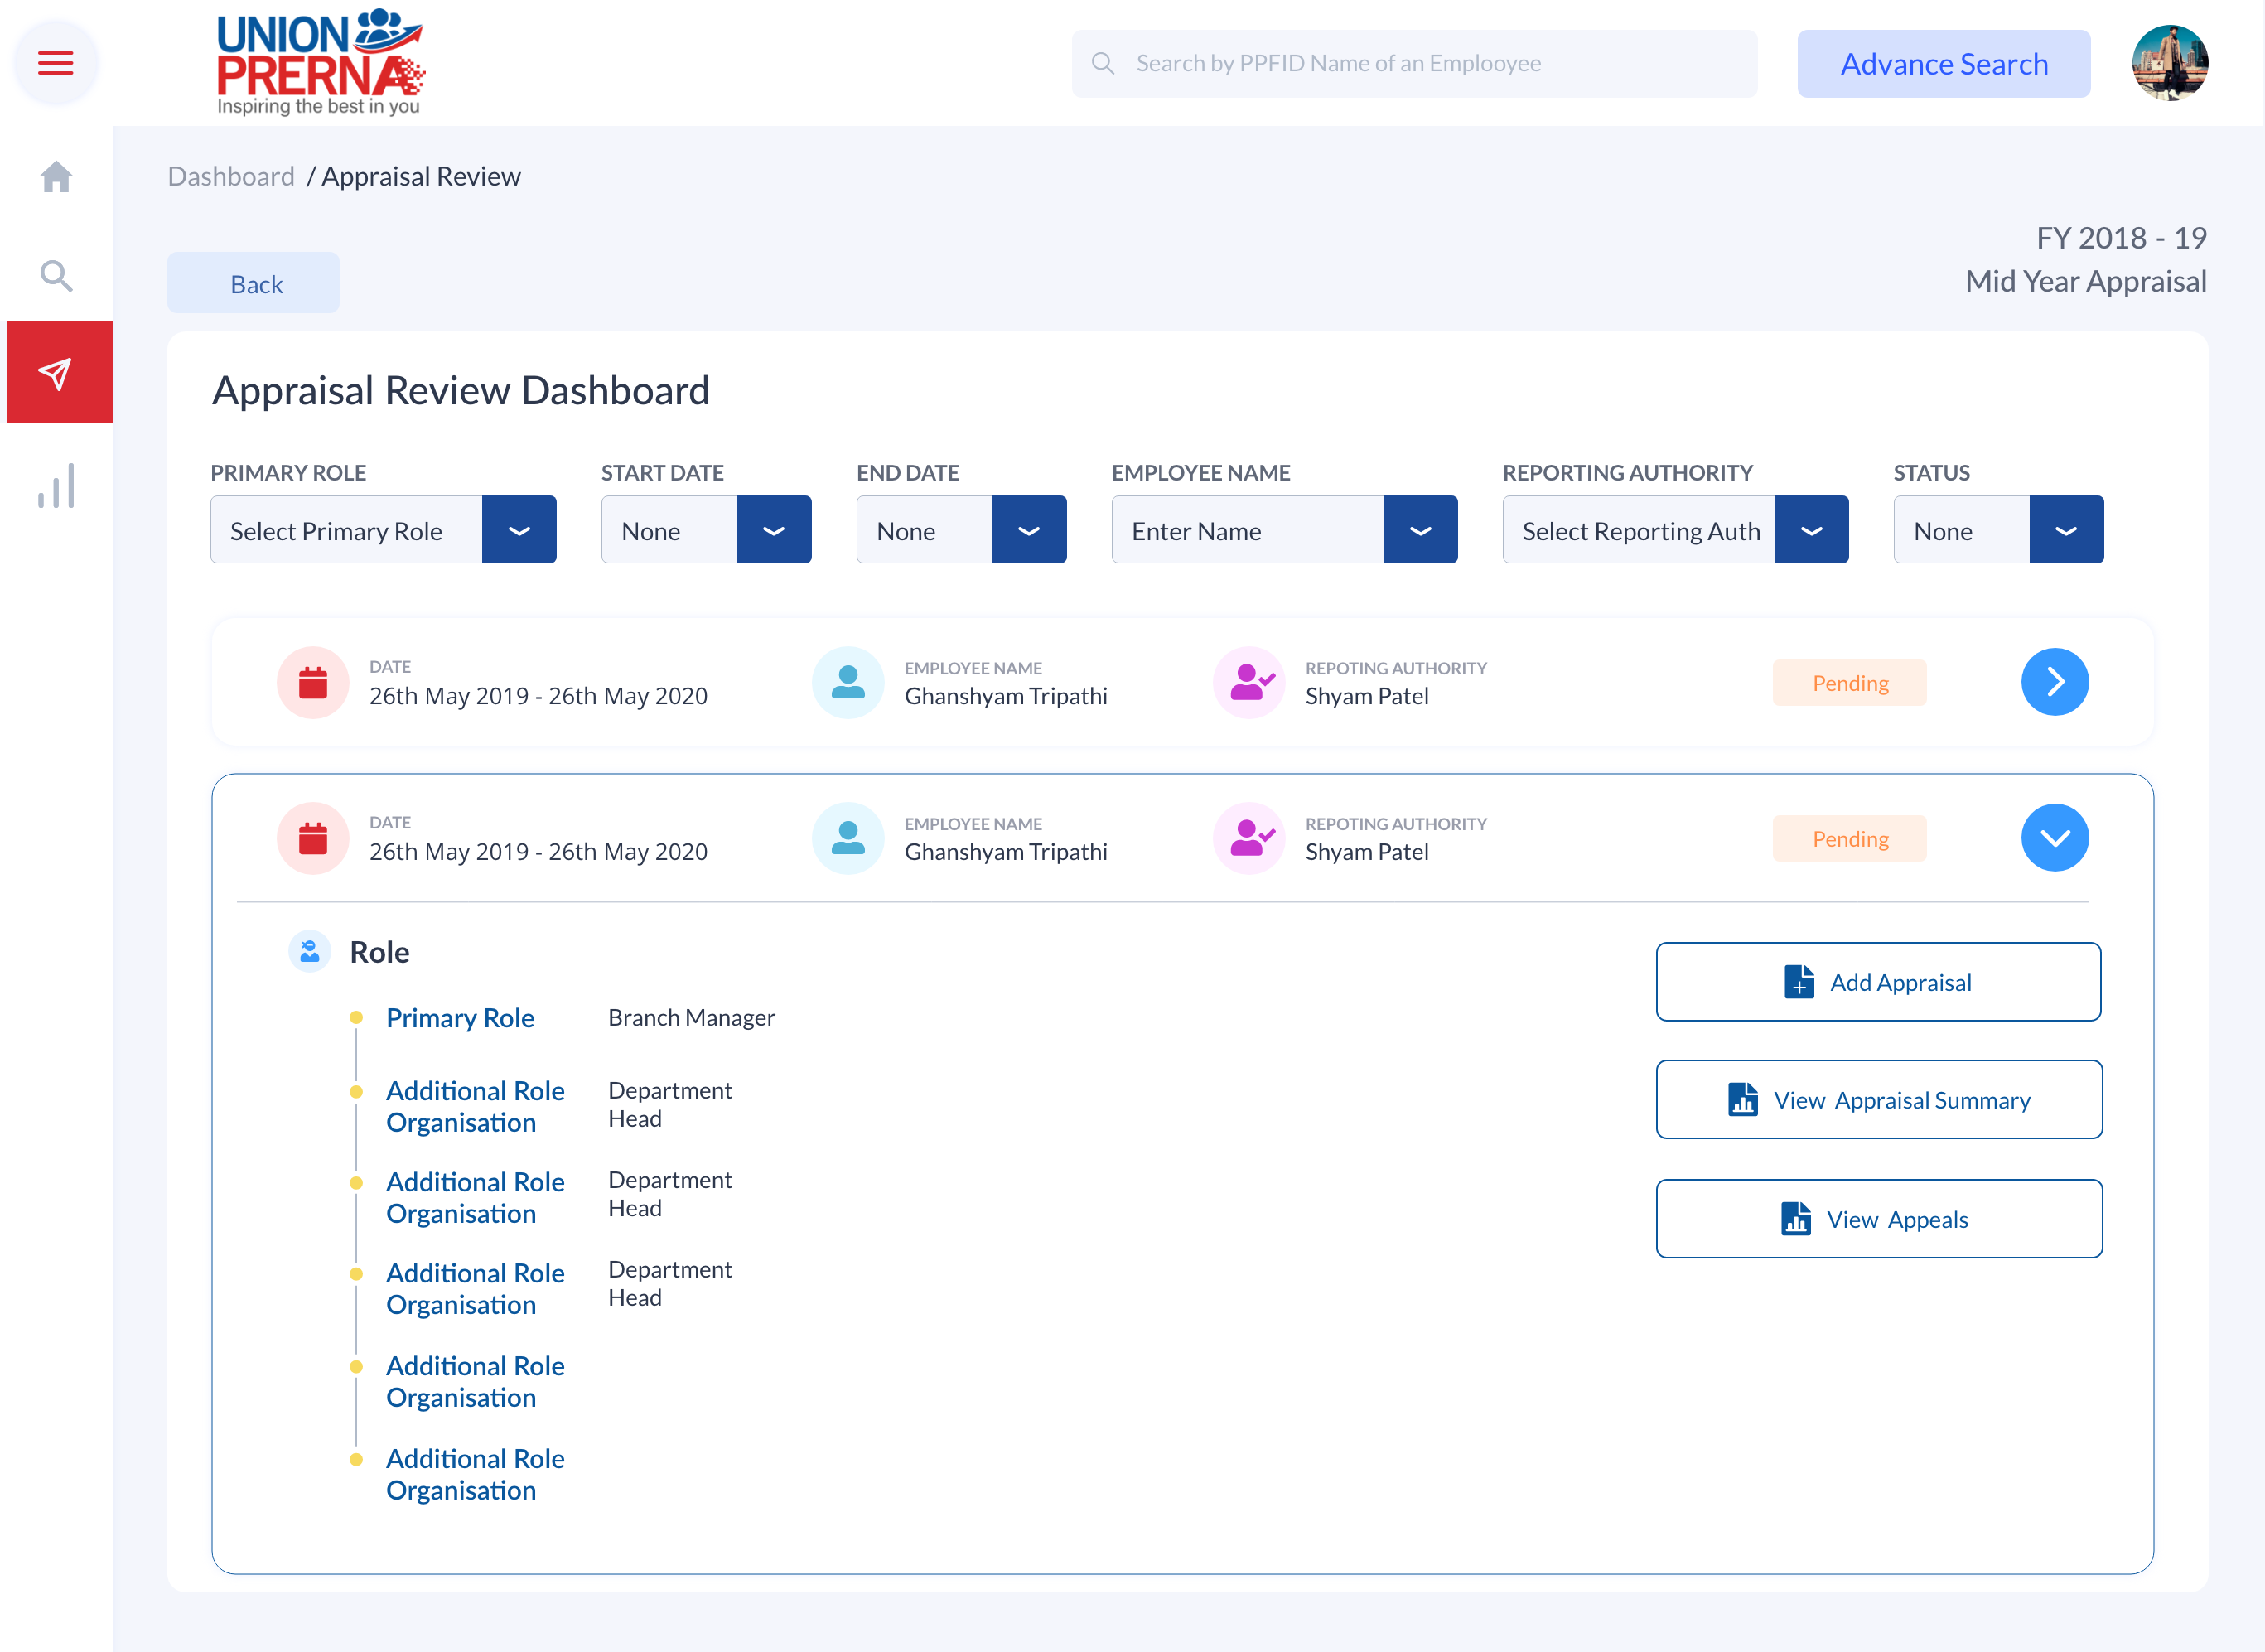 UNION
PRERNA
Inspiring the best in you
Search by PPFID Name of an Emplooyee
Advance Search
Dashboard / Appraisal Review
FY 2018 - 19
Mid Year Appraisal
Back
Appraisal Review Dashboard
PRIMARY ROLE START DATE END DATE EMPLOYEE NAME REPORTING AUTHORITY STATUS
Select Primary Role None None Enter Name Select Reporting Auth None
DATE EMPLOYEE NAME REPOTING AUTHORITY
26th May 2019 - 26th May 2020 Ghanshyam Tripathi Shyam Patel Pending
DATE EMPLOYEE NAME REPOTING AUTHORITY
26th May 2019 - 26th May 2020 Ghanshyam Tripathi Shyam Patel Pending
Role
Primary Role Branch Manager
Additional Role Department
Organisation Head
Additional Role Department
Organisation Head
Additional Role Department
Organisation Head
Additional Role
Organisation
Additional Role
Organisation
Add Appraisal
View Appraisal Summary
View Appeals